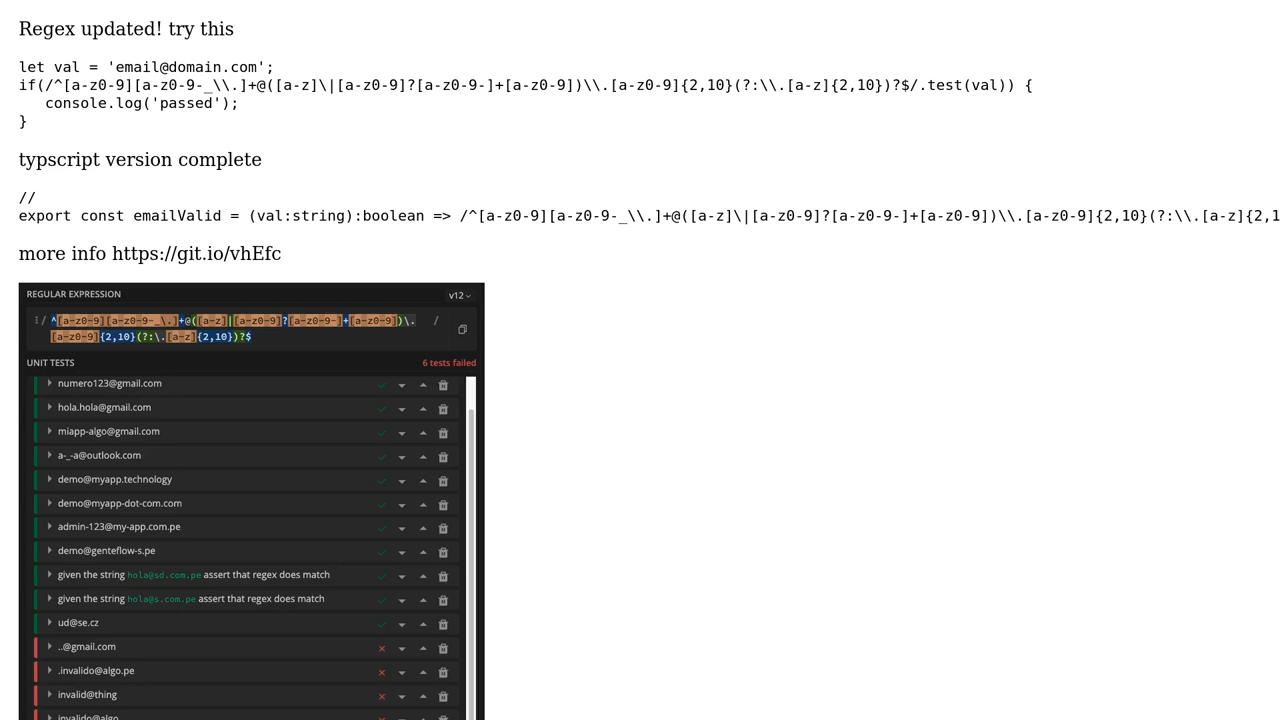 Regex updated! try this
let val = 'email@domain.com';
if(/^[a-z0-9][a-z0-9-_\\.]+@([a-z]\|[a-z0-9]?[a-z0-9-]+[a-z0-9])\\.[a-z0-9]{2,10}(?:\\.[a-z]{2,10})?$/.test(val)) {
   console.log('passed');
}
typscript version complete
//
export const emailValid = (val:string):boolean => /^[a-z0-9][a-z0-9-_\\.]+@([a-z]\|[a-z0-9]?[a-z0-9-]+[a-z0-9])\\.[a-z0-9]{2,10}(?:\\.[a-z]{2,1
more info https://git.io/vhEfc
REGULAR EXPRESSION v12
/ ^[a-z0-9][a-z0-9-_\.]+@([a-z]|[a-z0-9]?[a-z0-9-]+[a-z0-9])\. /
[a-z0-9]{2,10}(?:\.[a-z]{2,10})?$
UNIT TESTS 6 tests failed
numero123@gmail.com
hola.hola@gmail.com
miapp-algo@gmail.com
a-_-a@outlook.com
demo@myapp.technology
demo@myapp-dot-com.com
admin-123@my-app.com.pe
demo@genteflow-s.pe
given the string hola@sd.com.pe assert that regex does match
given the string hola@s.com.pe assert that regex does match
ud@se.cz
..@gmail.com
.invalido@algo.pe
invalid@thing
invalido@algo